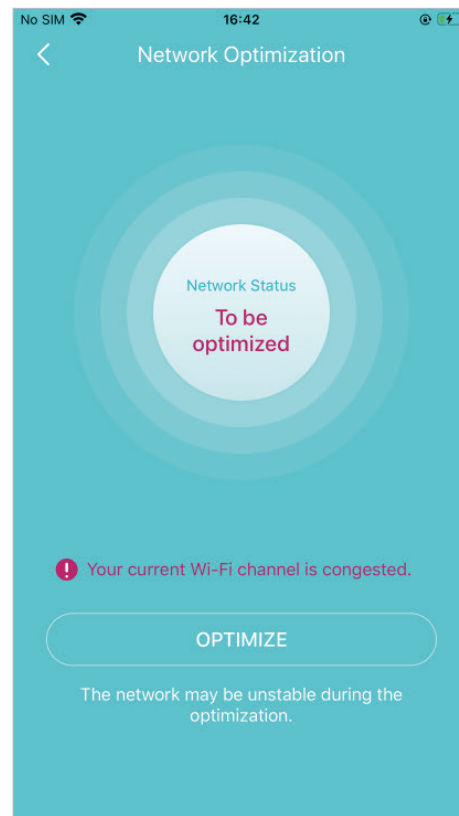 No SIM 16:42
Network Optimization
Network Status
To be
optimized
Your current Wi-Fi channel is congested.
OPTIMIZE
The network may be unstable during the
optimization.